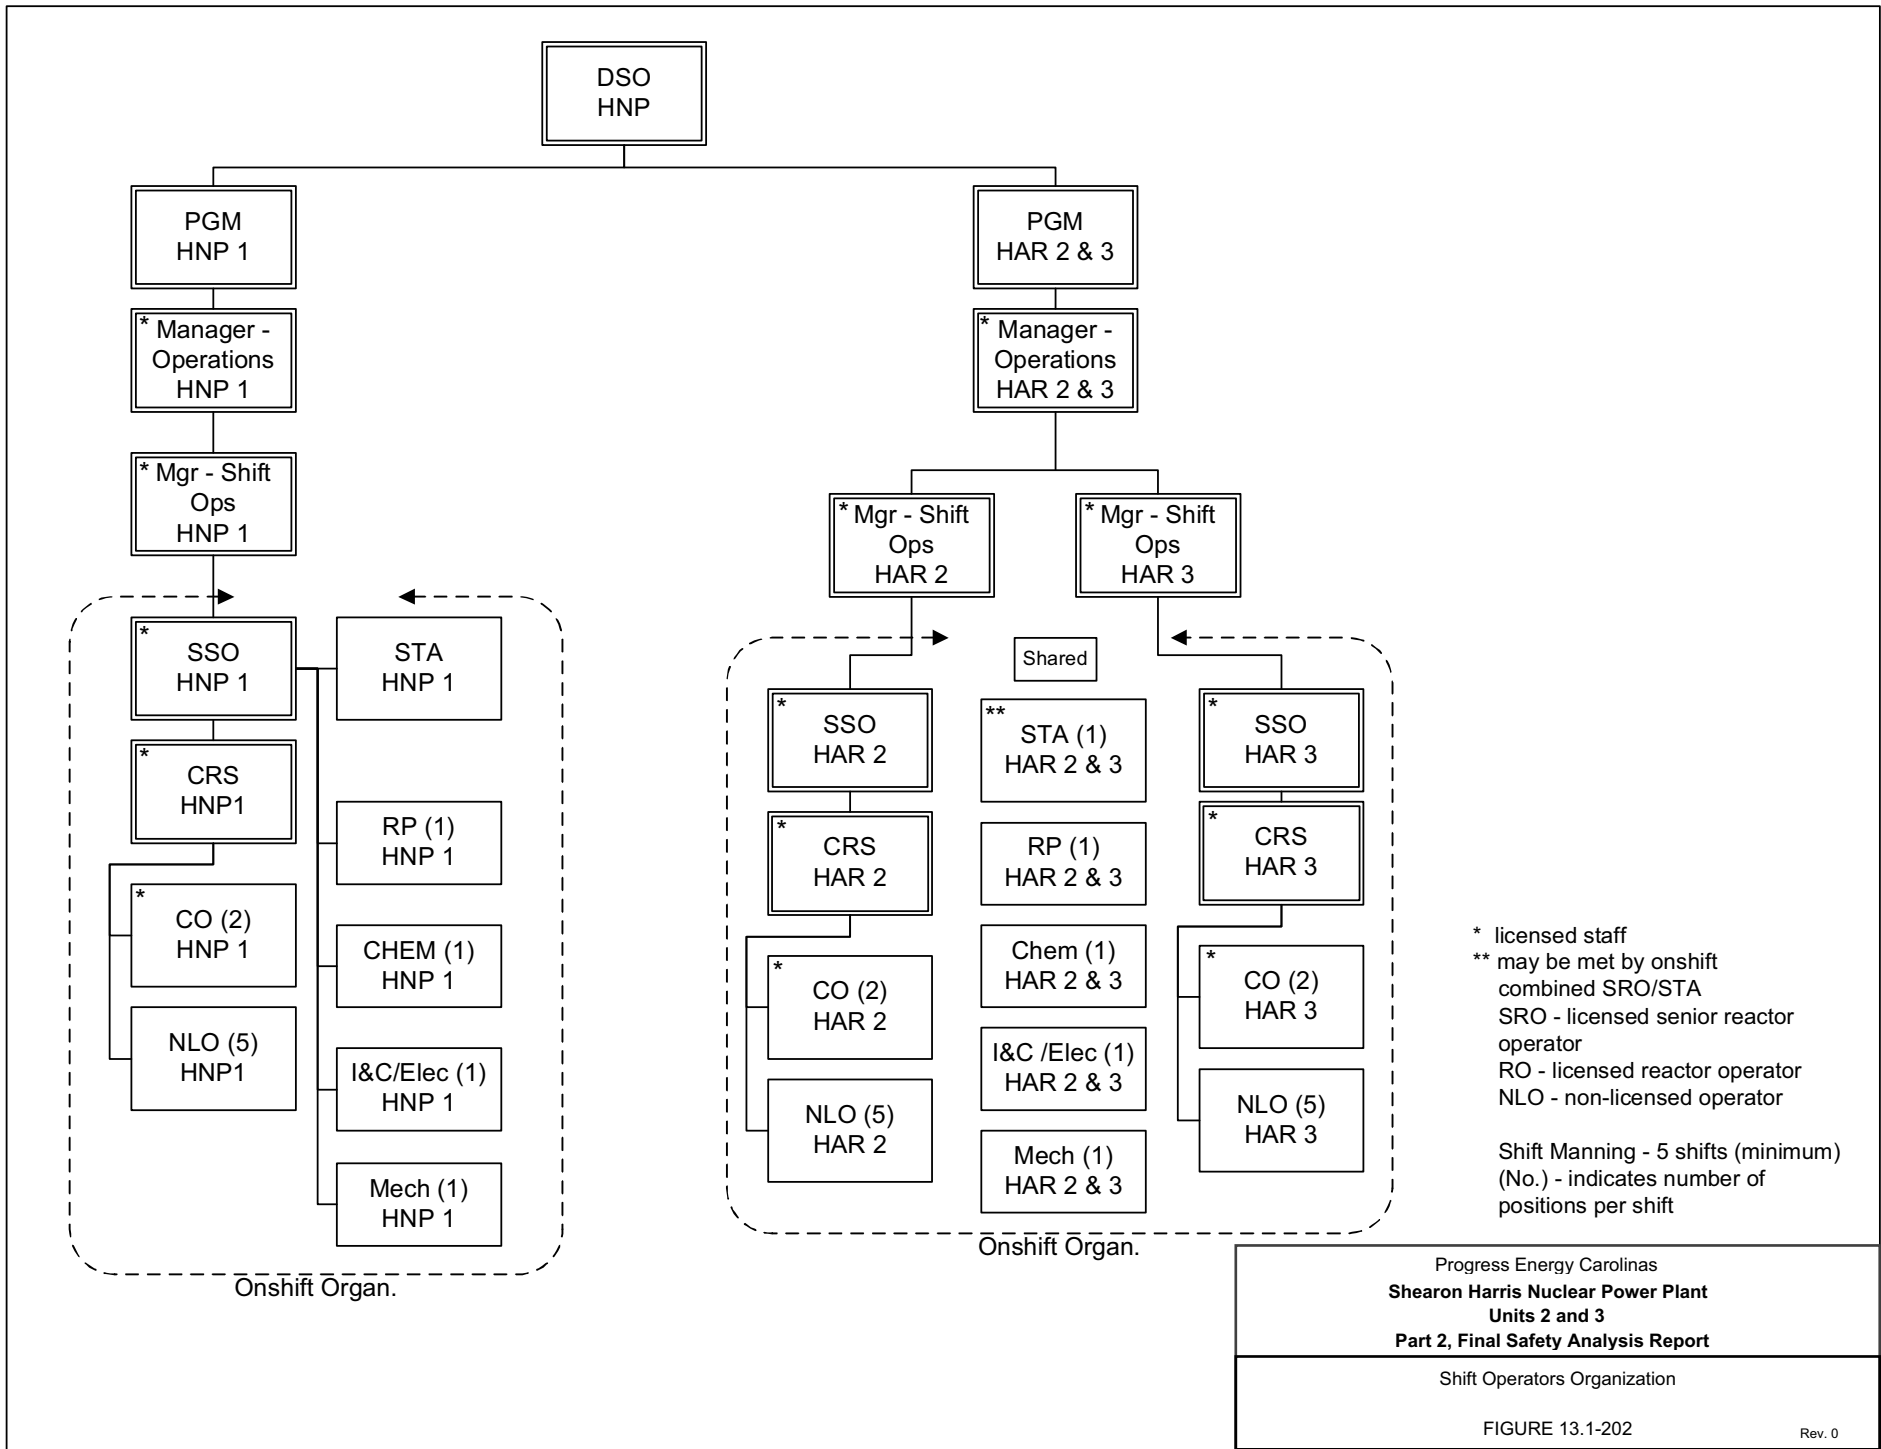 DSO
HNP
PGM
HNP 1
* Manager -
Operations
HNP 1
* Mgr - Shift
Ops
HNP 1
*
SSO
HNP 1
STA
HNP 1
*
CRS
HNP1
RP (1)
HNP 1
*
CO (2)
HNP 1
CHEM (1)
HNP 1
NLO (5)
HNP1
I&C/Elec (1)
HNP 1
Mech (1)
HNP 1
Onshift Organ.
PGM
HAR 2 & 3
* Manager -
Operations
HAR 2 & 3
* Mgr - Shift
Ops
HAR 2
* Mgr - Shift
Ops
HAR 3
Shared
*
SSO
HAR 2
**
STA (1)
HAR 2 & 3
*
SSO
HAR 3
*
CRS
HAR 2
RP (1)
HAR 2 & 3
*
CRS
HAR 3
*
CO (2)
HAR 2
Chem (1)
HAR 2 & 3
*
CO (2)
HAR 3
I&C /Elec (1)
HAR 2 & 3
NLO (5)
HAR 2
Mech (1)
HAR 2 & 3
NLO (5)
HAR 3
Onshift Organ.
* licensed staff
** may be met by onshift
combined SRO/STA
SRO - licensed senior reactor
operator
RO - licensed reactor operator
NLO - non-licensed operator
Shift Manning - 5 shifts (minimum)
(No.) - indicates number of
positions per shift
Progress Energy Carolinas
Shearon Harris Nuclear Power Plant
Units 2 and 3
Part 2, Final Safety Analysis Report
Shift Operators Organization
FIGURE 13.1-202
Rev. 0